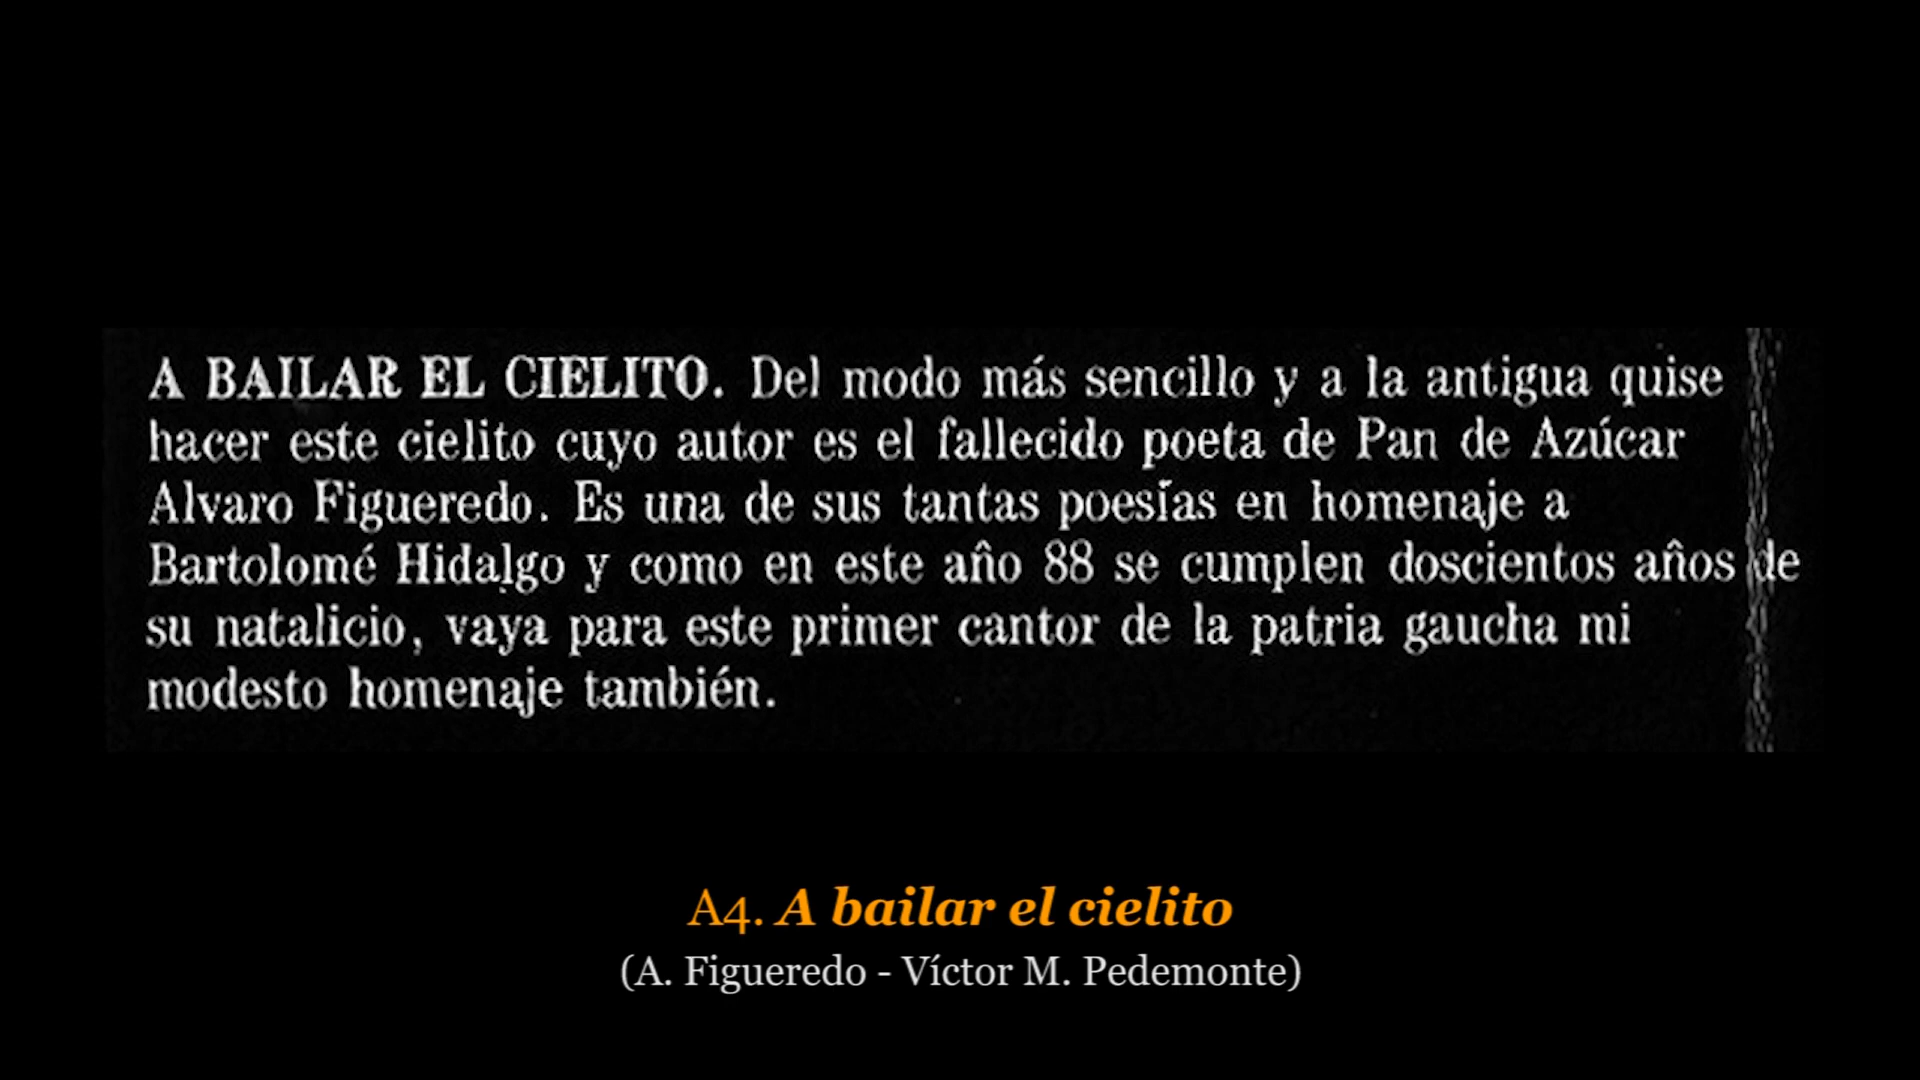 A BAILAR EL CIELITO. Del modo más sencillo y a la antigua quise
hacer este cielito cuyo autor es el fallecido poeta de Pan de Azúcar
Alvaro Figueredo. Es una de sus tantas poesías en homenaje a
Bartolomé Hidalgo y como en este año 88 se cumplen doscientos años de
su natalicio, vaya para este primer cantor de la patria gaucha mi
modesto homenaje también.
A4. A bailar el cielito
(A. Figueredo - Víctor M. Pedemonte)